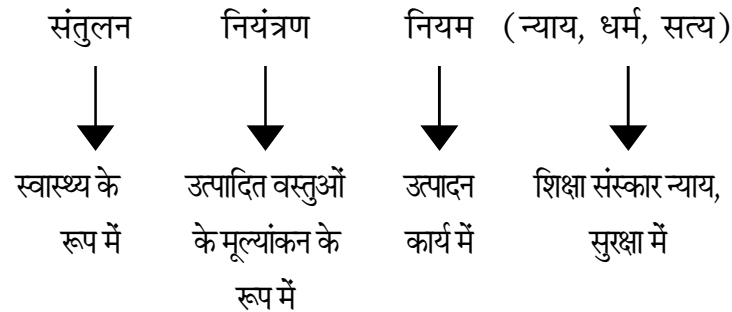 संतुलन नियंत्रण नियम (न्याय, धर्म, सत्य)
स्वास्थ्य के उत्पादित वस्तुओं उत्पादन शिक्षा संस्कार न्याय,
रूप में के मूल्यांकन के कार्य में सुरक्षा में
रूप में